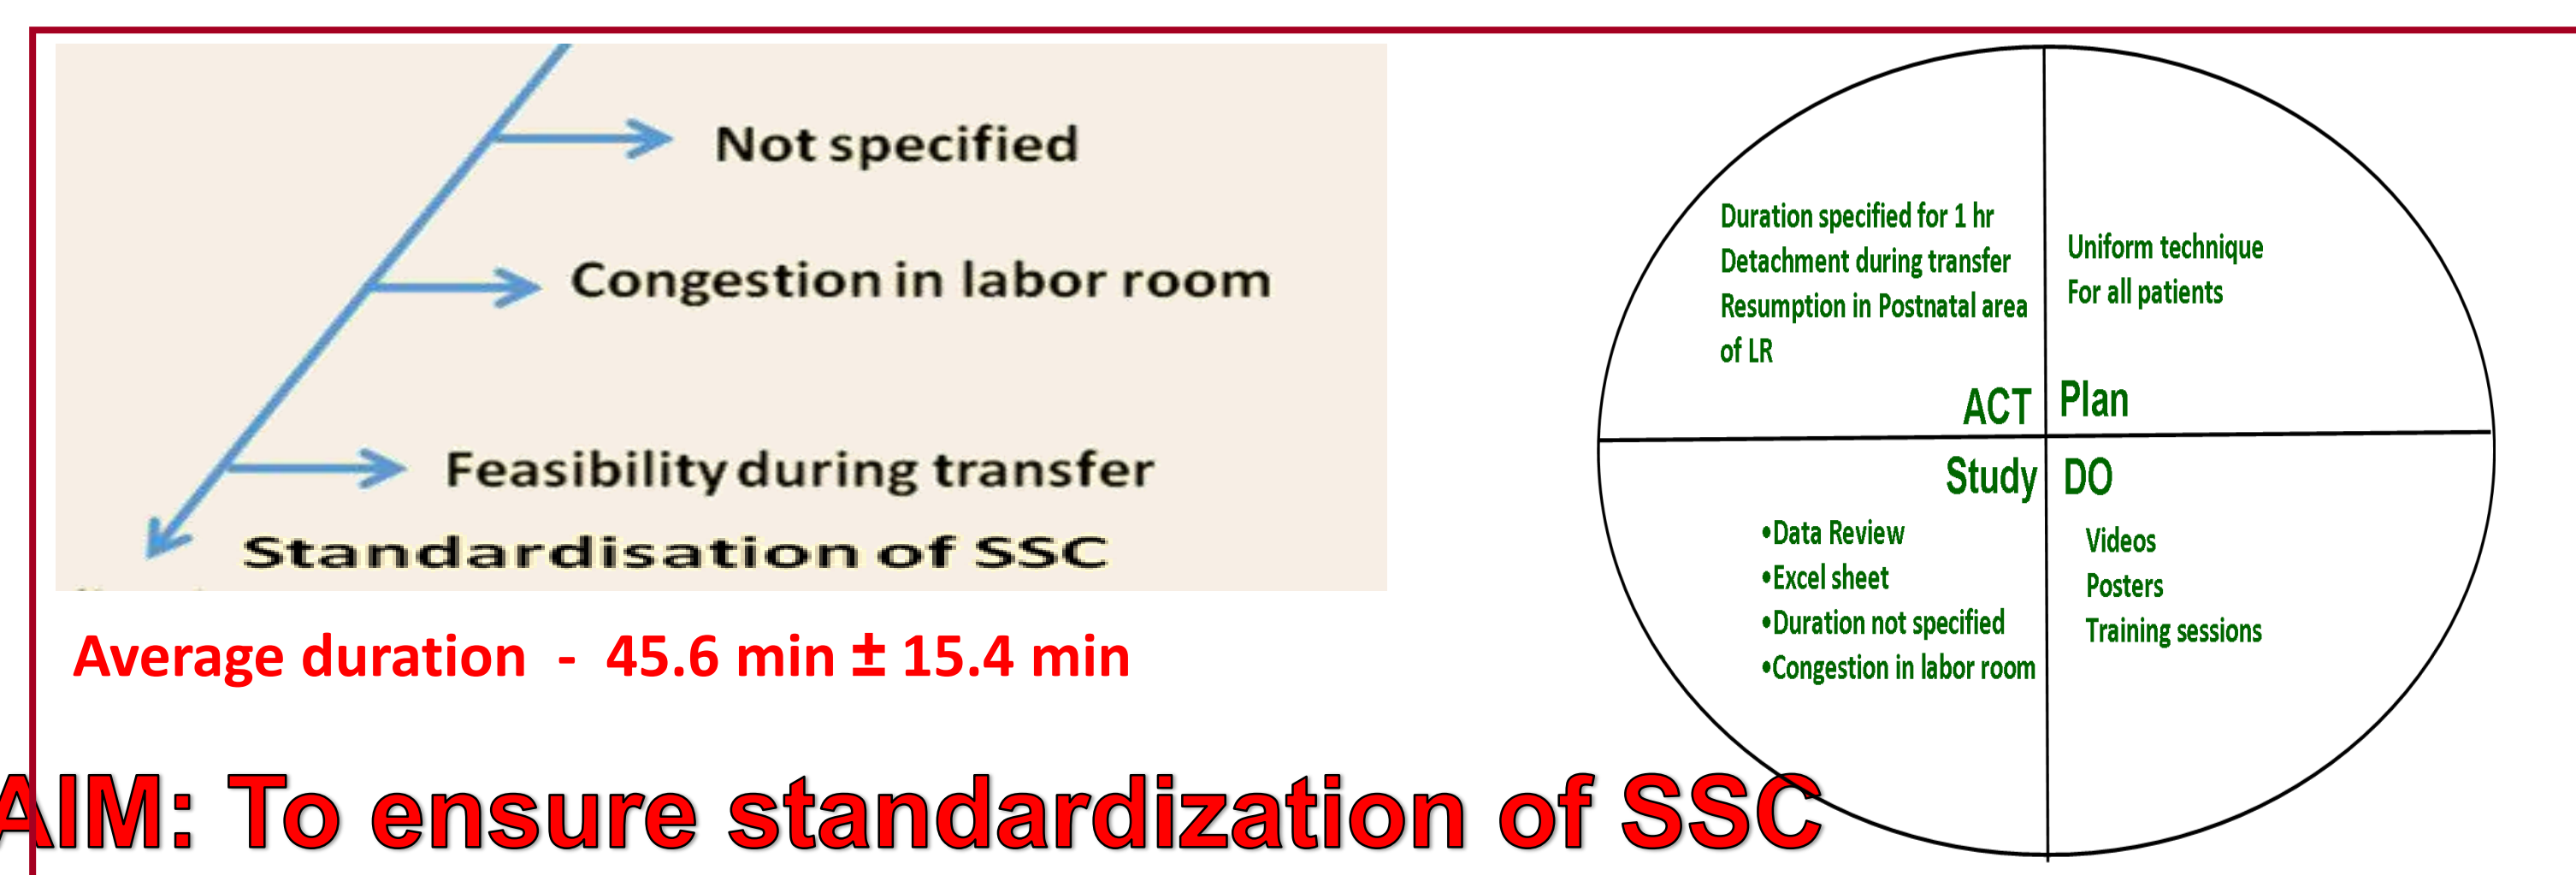 Not specified
Congestion in labor room
Feasibility during transfer
Standardisation of SSC
Average duration - 45.6 min ± 15.4 min
AIM: To ensure standardization of SSC
Duration specified for 1 hr
Detachment during transfer
Resumption in Postnatal area
of LR
ACT
Uniform technique
For all patients
Plan
Study
•Data Review
•Excel sheet
•Duration not specified
•Congestion in labor room
DO
Videos
Posters
Training sessions